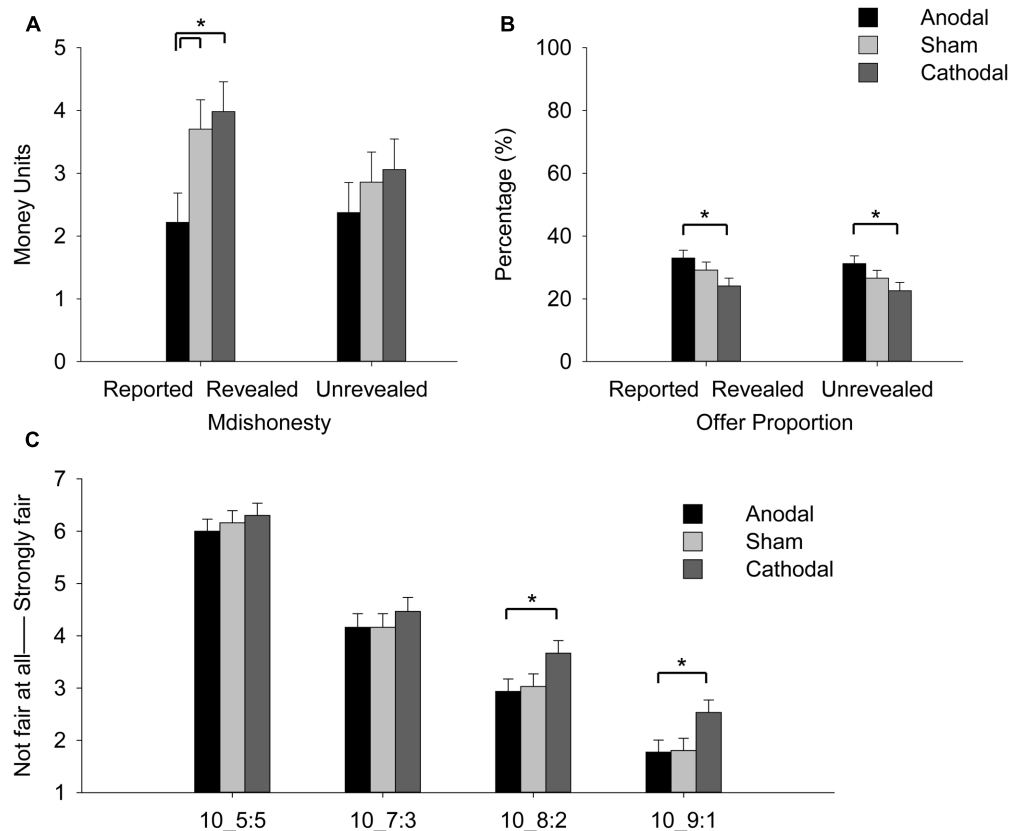 A
*
5
4
3
2
1
0
Money Units
Reported Revealed Unrevealed
Mdishonesty
B
Anodal
Sham
Cathodal
100
80
60
40
20
0
Percentage (%)
*
*
Reported Revealed Unrevealed
Offer Proportion
C
7
6
5
4
3
2
1
Not fair at all—— Strongly fair
Anodal
Sham
Cathodal
*
*
10_5:5 10_7:3 10_8:2 10_9:1